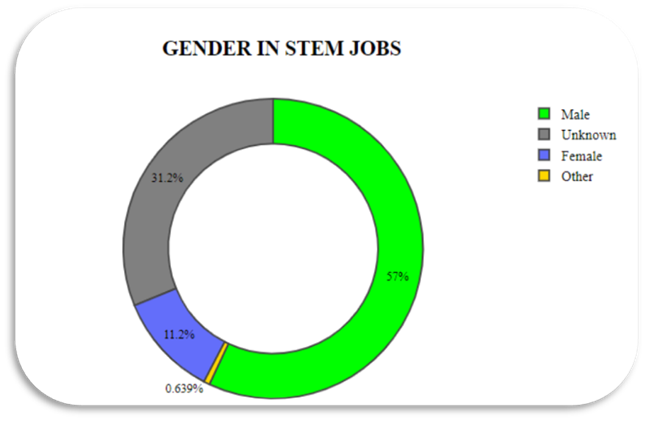 GENDER IN STEM JOBS
Male
Unknown
Female
Other
31.2%
57%
11.2%
0.639%